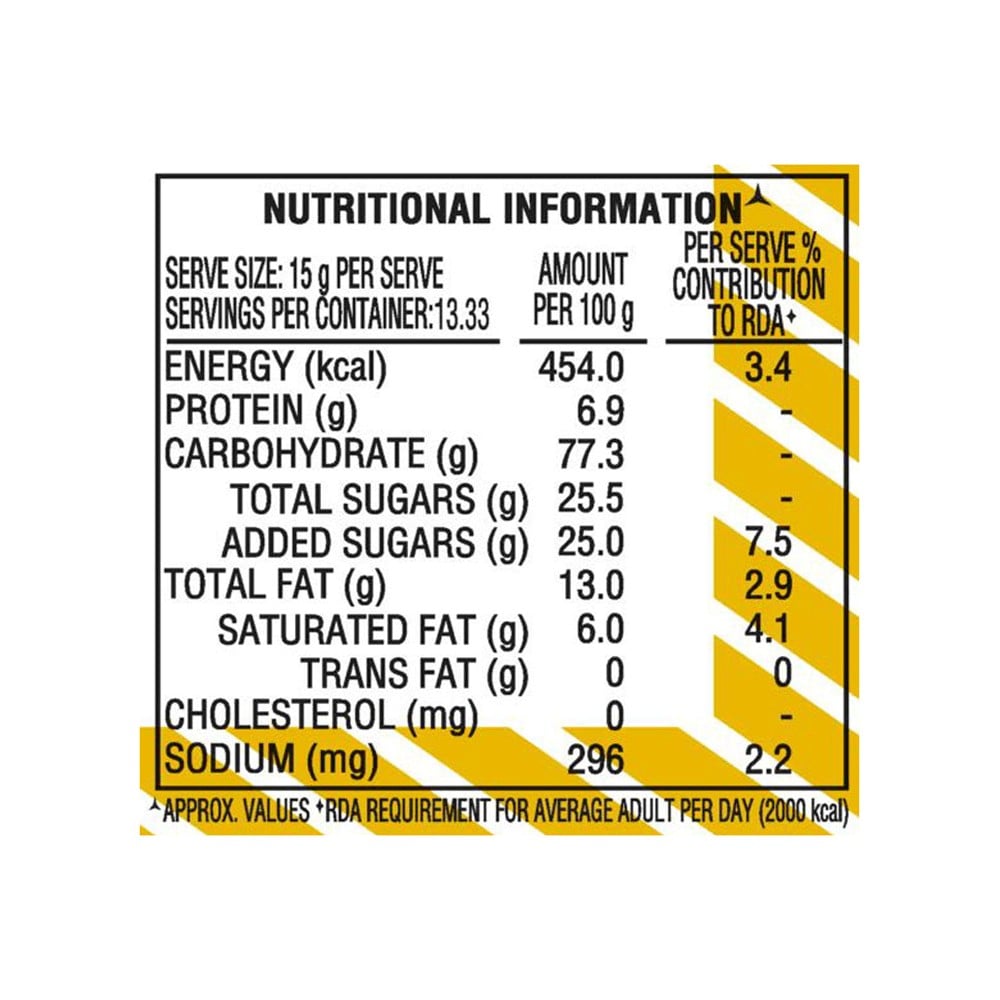 NUTRITIONAL INFORMATION⅄
SERVE SIZE: 15 g PER SERVE
SERVINGS PER CONTAINER:13.33
AMOUNT
PER 100 g
PER SERVE %
CONTRIBUTION
TO RDA✦
ENERGY (kcal) 454.0 3.4
PROTEIN (g) 6.9 -
CARBOHYDRATE (g) 77.3 -
TOTAL SUGARS (g) 25.5 -
ADDED SUGARS (g) 25.0 7.5
TOTAL FAT (g) 13.0 2.9
SATURATED FAT (g) 6.0 4.1
TRANS FAT (g) 0 0
CHOLESTEROL (mg) 0 -
SODIUM (mg) 296 2.2
⅄APPROX. VALUES ✦RDA REQUIREMENT FOR AVERAGE ADULT PER DAY (2000 kcal)